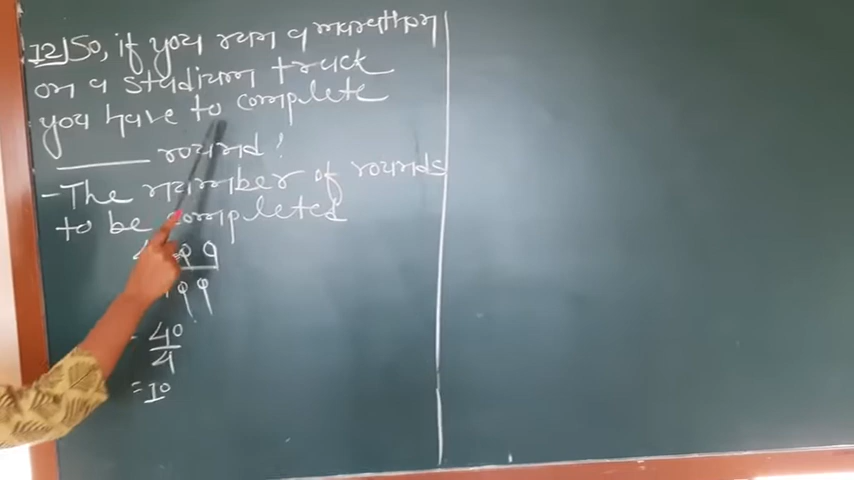 12] So, if you run a marathon
on a stadium track
you have to complete
______ round!
- The number of rounds
to be completed
40
4
= 10